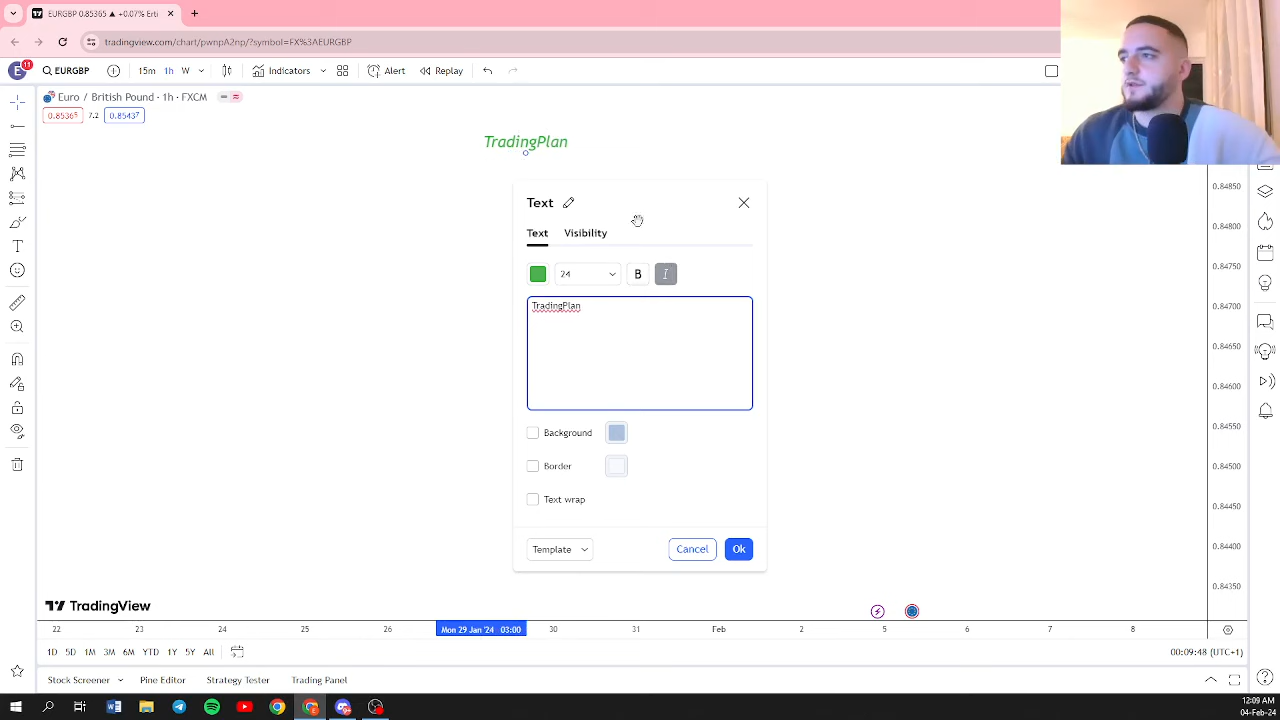 EURGBP 0.85365 ▲ +0.07% Erti
tradingview.com/chart/pwnpA2np/?symbol=FX%3AEURGBP
E 11 EURGBP 15m 1h W Indicators Alert Replay
Euro / British Pound · 1h · FXCM
0.85365 7.2 0.85437
TradingPlan
Text
Text Visibility
24 B I
TradingPlan
Background
Border
Text wrap
Template Cancel Ok
0.84850
0.84800
0.84750
0.84700
0.84650
0.84600
0.84550
0.84500
0.84450
0.84400
0.84350
TradingView
22 23 24 25 26 Mon 29 Jan '24 03:00 30 31 Feb 2 5 6 7 8
1D 5D 1M 3M 6M YTD 1Y 5Y All 00:09:48 (UTC+1)
Stock Screener Pine Editor Strategy Tester Trading Panel
12:09 AM
04-Feb-24